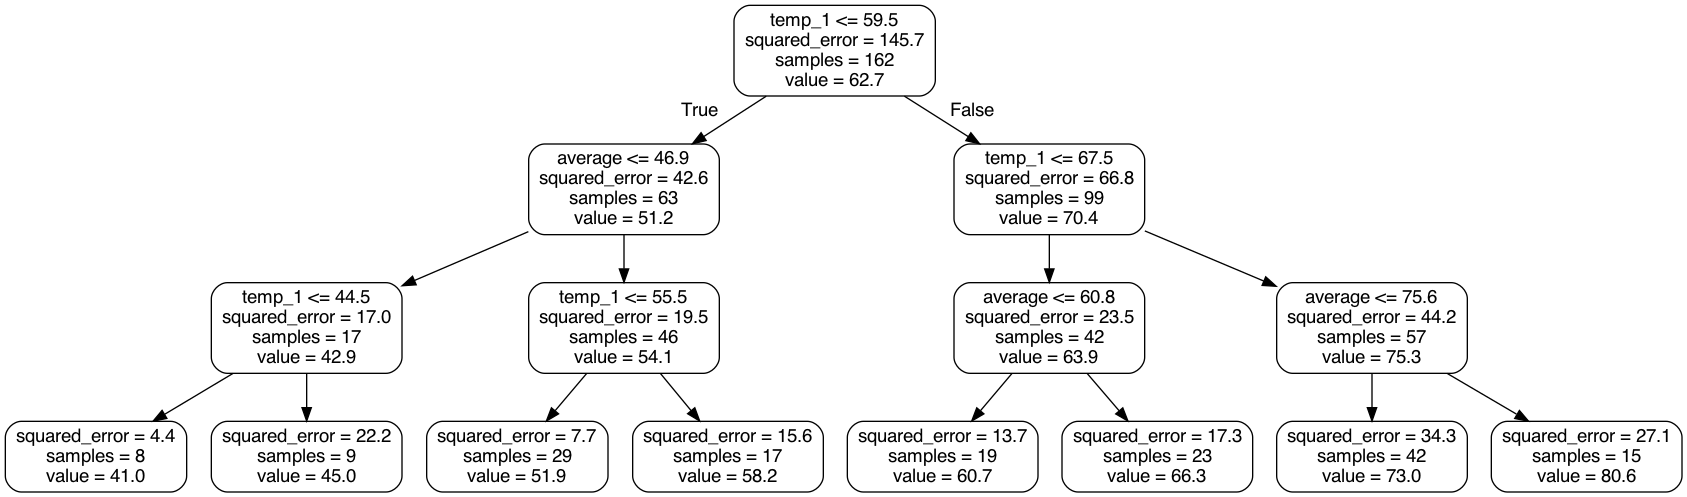 temp_1 <= 59.5
squared_error = 145.7
samples = 162
value = 62.7
True
False
average <= 46.9
squared_error = 42.6
samples = 63
value = 51.2
temp_1 <= 67.5
squared_error = 66.8
samples = 99
value = 70.4
temp_1 <= 44.5
squared_error = 17.0
samples = 17
value = 42.9
temp_1 <= 55.5
squared_error = 19.5
samples = 46
value = 54.1
average <= 60.8
squared_error = 23.5
samples = 42
value = 63.9
average <= 75.6
squared_error = 44.2
samples = 57
value = 75.3
squared_error = 4.4
samples = 8
value = 41.0
squared_error = 22.2
samples = 9
value = 45.0
squared_error = 7.7
samples = 29
value = 51.9
squared_error = 15.6
samples = 17
value = 58.2
squared_error = 13.7
samples = 19
value = 60.7
squared_error = 17.3
samples = 23
value = 66.3
squared_error = 34.3
samples = 42
value = 73.0
squared_error = 27.1
samples = 15
value = 80.6